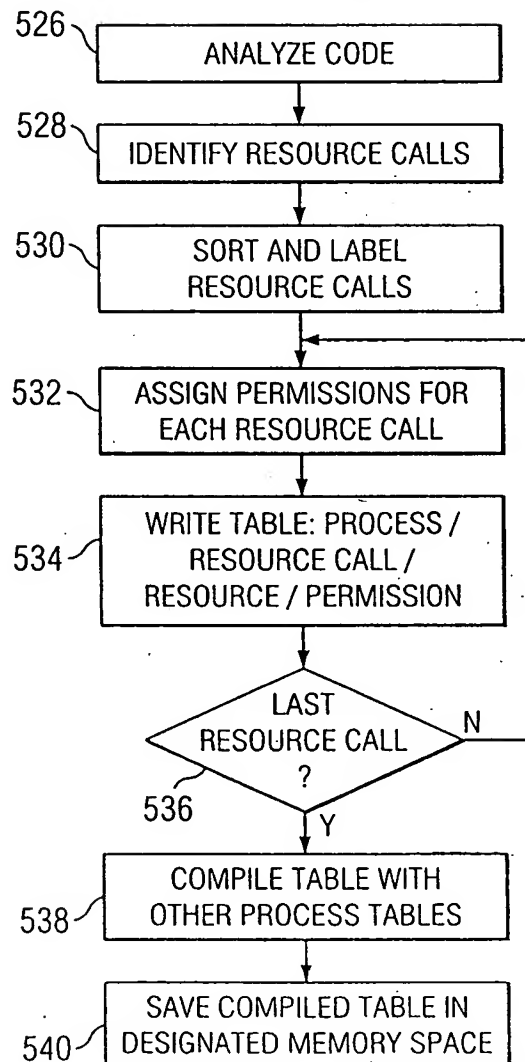 526
ANALYZE CODE
528
IDENTIFY RESOURCE CALLS
530
SORT AND LABEL
RESOURCE CALLS
532
ASSIGN PERMISSIONS FOR
EACH RESOURCE CALL
534
WRITE TABLE: PROCESS /
RESOURCE CALL /
RESOURCE / PERMISSION
LAST
RESOURCE CALL
?
N
536
Y
538
COMPILE TABLE WITH
OTHER PROCESS TABLES
540
SAVE COMPILED TABLE IN
DESIGNATED MEMORY SPACE